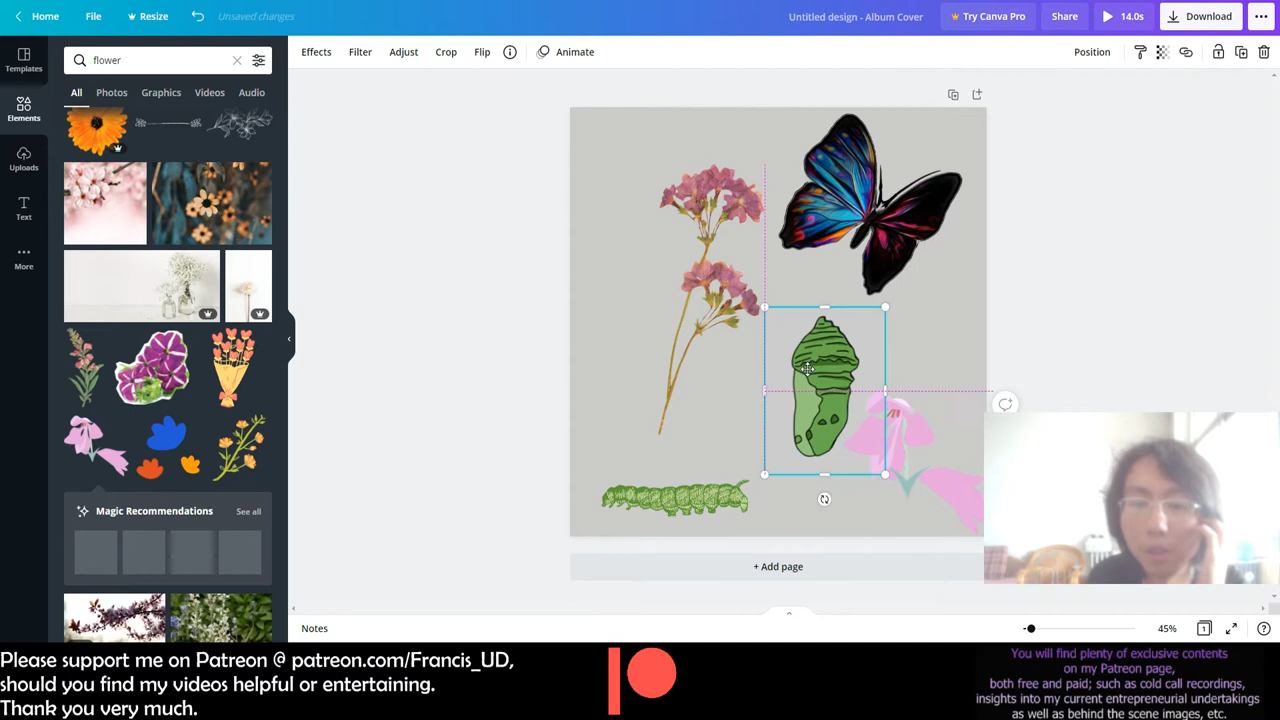 Home File Resize Unsaved changes Untitled design - Album Cover Try Canva Pro Share 14.0s Download
Templates
Elements
Uploads
Text
More
flower
All Photos Graphics Videos Audio
Magic Recommendations See all
Effects Filter Adjust Crop Flip Animate Position
+ Add page
Notes 45% 1
Please support me on Patreon @ patreon.com/Francis_UD,
should you find my videos helpful or entertaining.
Thank you very much.
You will find plenty of exclusive contents
on my Patreon page,
both free and paid; such as cold call recordings,
insights into my current entrepreneurial undertakings
as well as behind the scene images, etc.